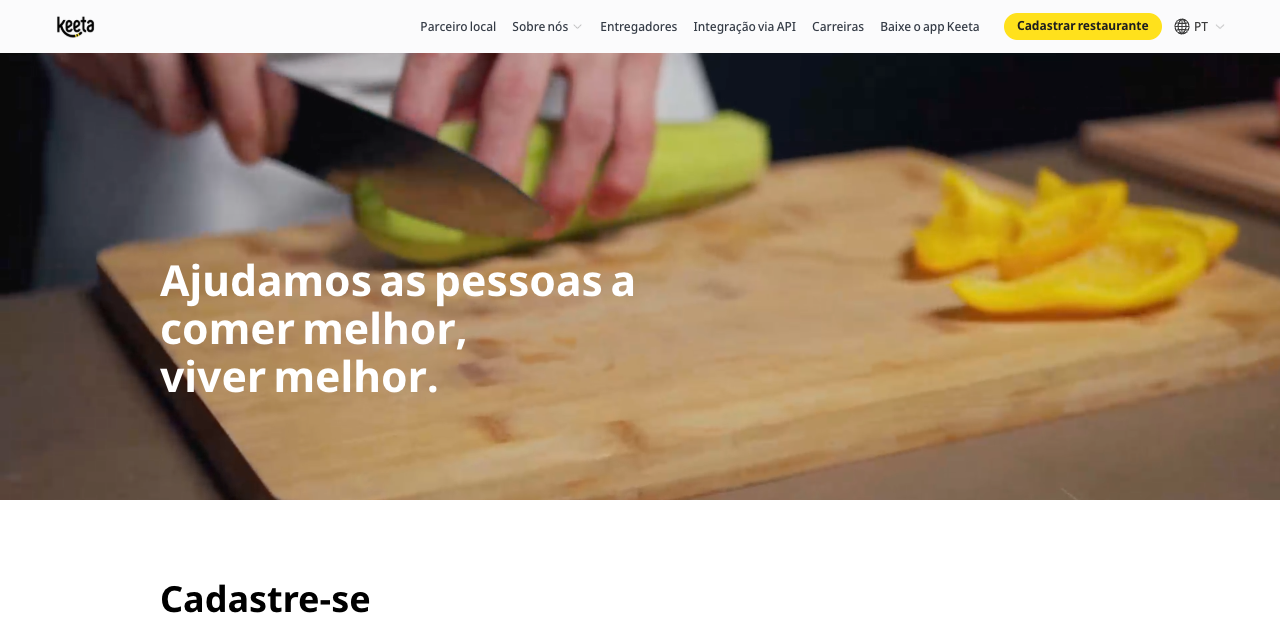 keeta
Parceiro local
Sobre nós
Entregadores
Integração via API
Carreiras
Baixe o app Keeta
Cadastrar restaurante
PT
Ajudamos as pessoas a
comer melhor,
viver melhor.
Cadastre-se